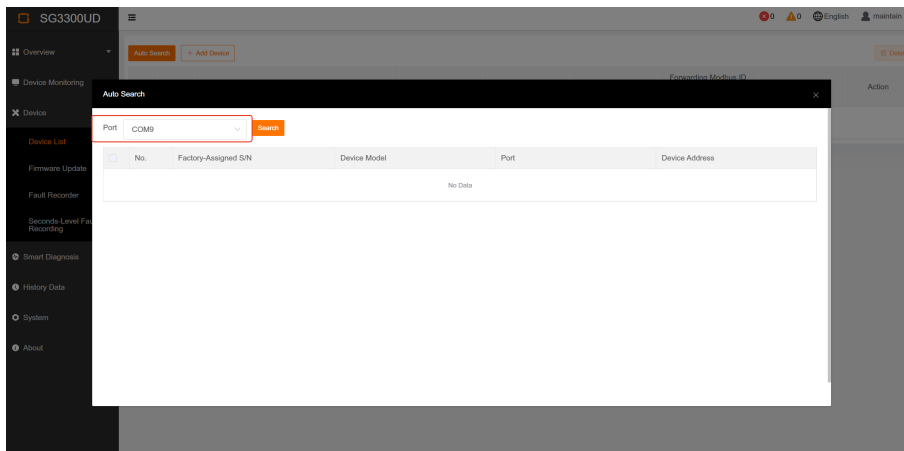 SG3300UD
0
0
English
maintain
Overview
Auto Search
+ Add Device
Device Monitoring
Forwarding Modbus ID
Action
Auto Search
Device
Port
COM9
Search
Device List
No.
Factory-Assigned S/N
Device Model
Port
Device Address
Firmware Update
No Data
Fault Recorder
Seconds-Level Fau
Recording
Smart Diagnosis
History Data
System
About